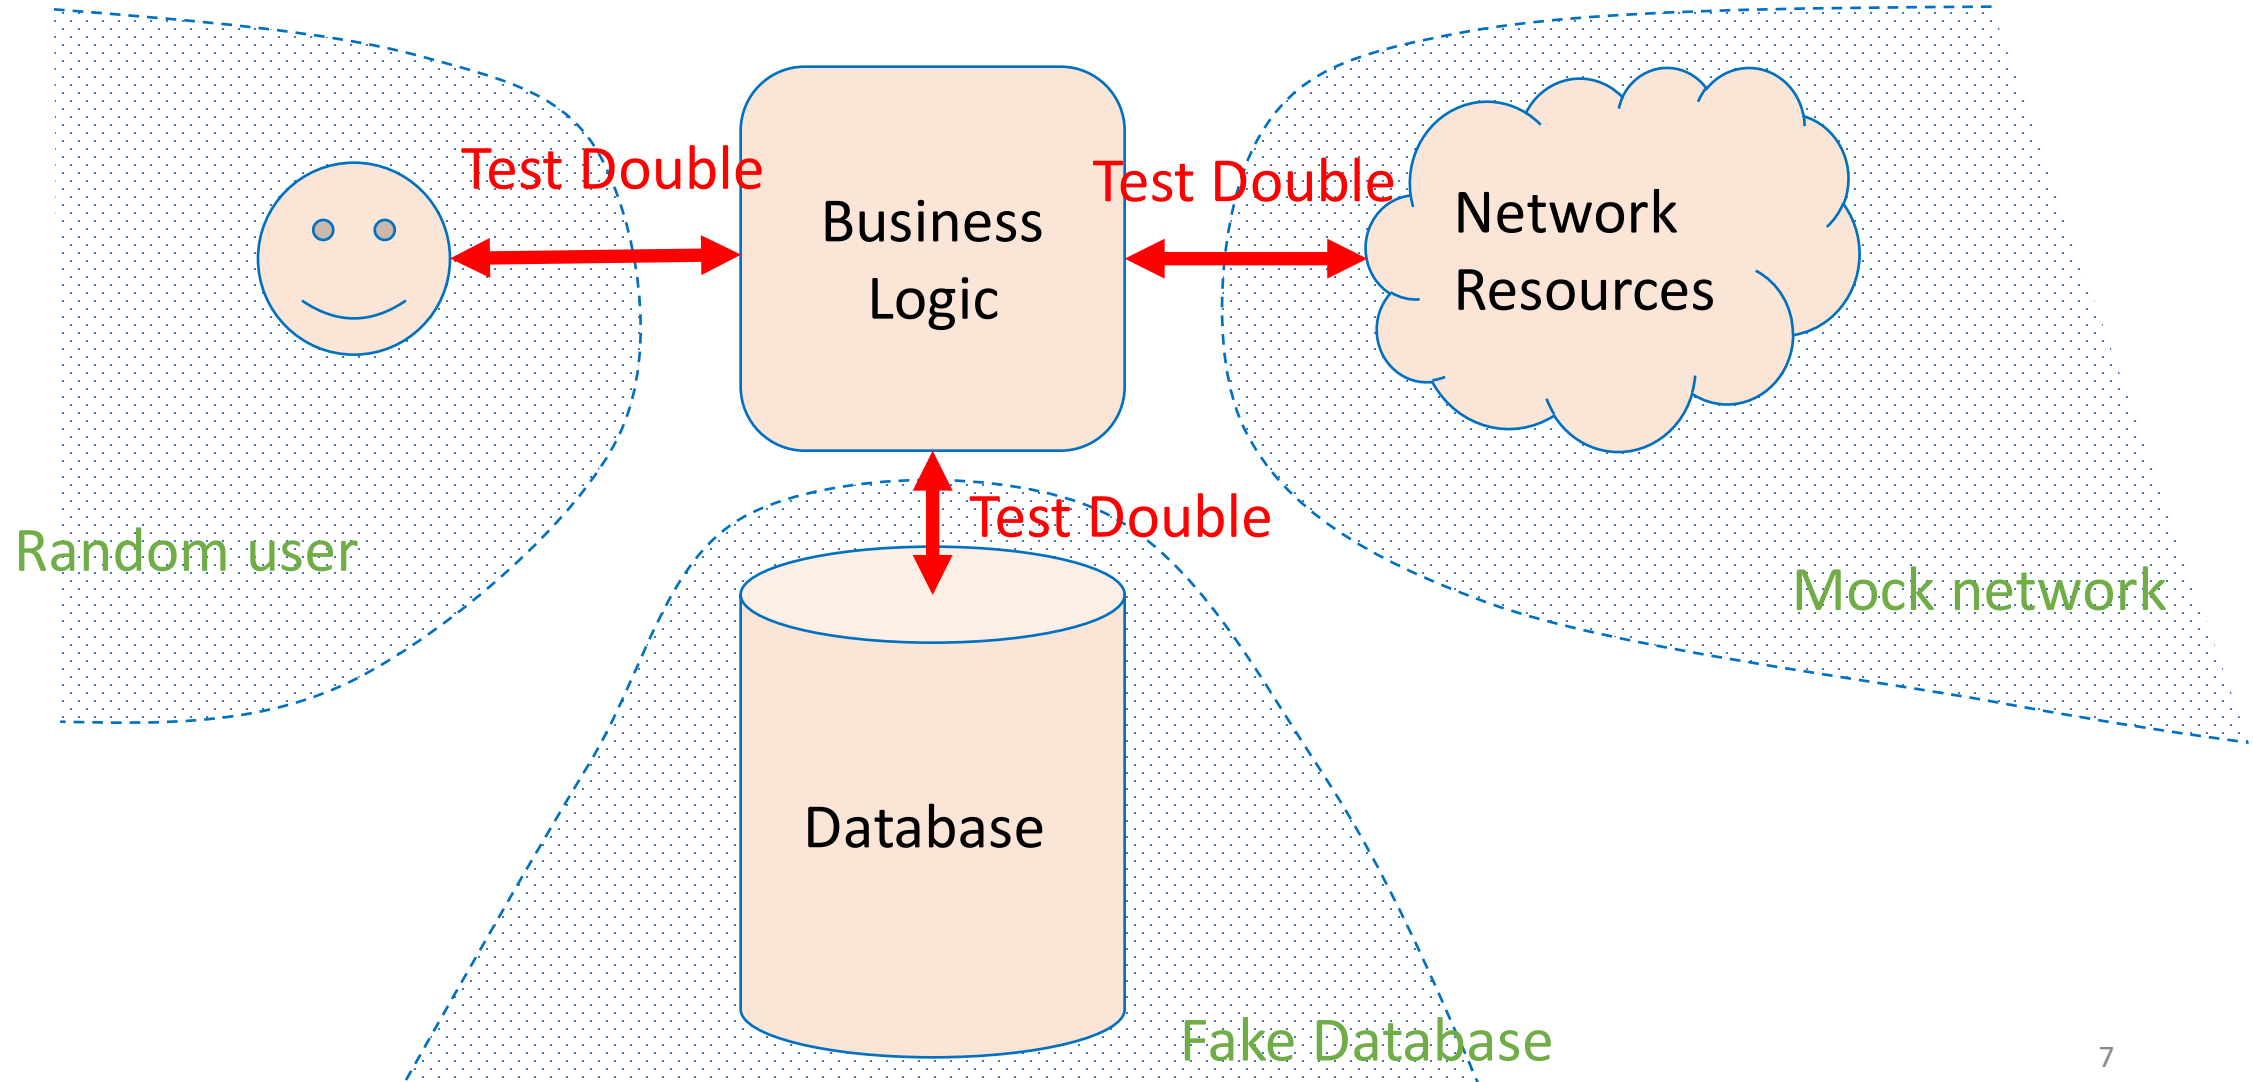 Test Double
Business
Logic
Test Double
Network
Resources
Test Double
Random user
Mock network
Database
Fake Database
7